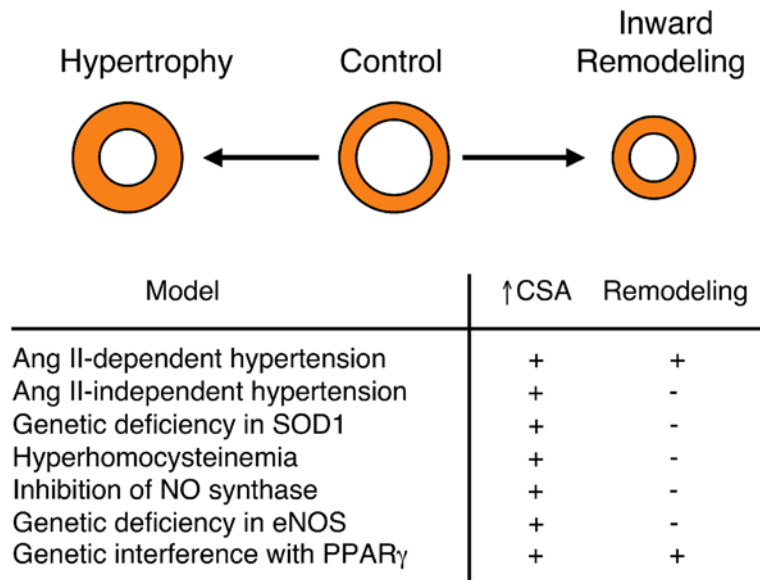 Hypertrophy Control Inward Remodeling
Model ↑CSA Remodeling
Ang II-dependent hypertension + +
Ang II-independent hypertension + -
Genetic deficiency in SOD1 + -
Hyperhomocysteinemia + -
Inhibition of NO synthase + -
Genetic deficiency in eNOS + -
Genetic interference with PPARγ + +